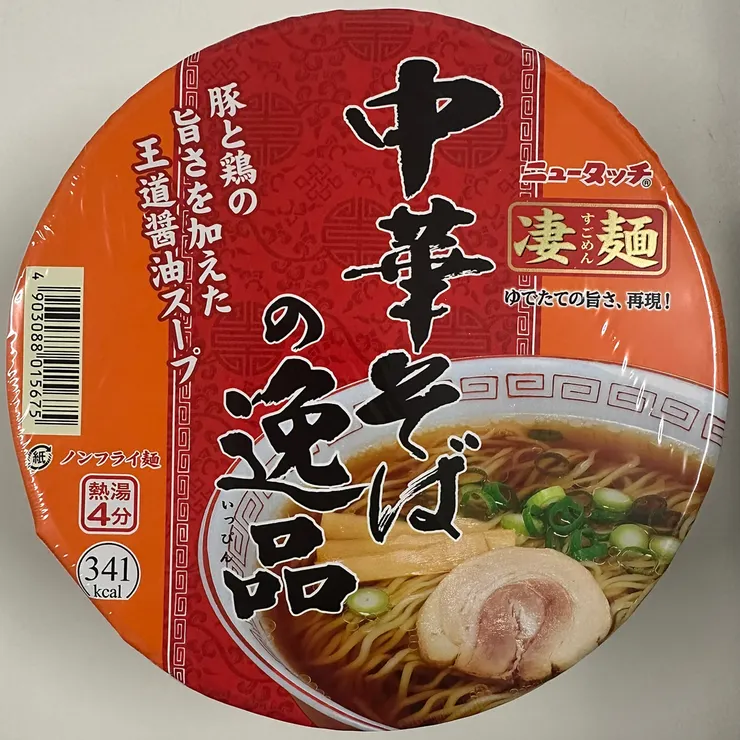 中華そば
の逸品
いっぴん
豚と鶏の
旨さを加えた
王道醤油スープ
ニュータッチ®
凄麺
すごめん
ゆでたての旨さ、再現！
4903088015675
紙
ノンフライ麺
熱湯
4分
341
kcal